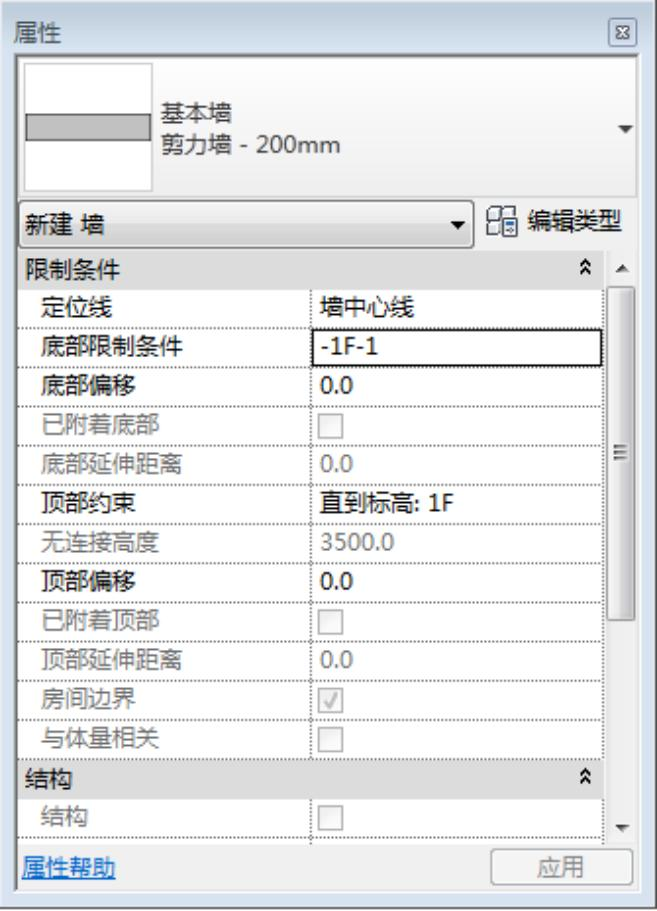 属性
基本墙
剪力墙 - 200mm
新建 墙 编辑类型
限制条件
定位线 墙中心线
底部限制条件 -1F-1
底部偏移 0.0
已附着底部
底部延伸距离 0.0
顶部约束 直到标高: 1F
无连接高度 3500.0
顶部偏移 0.0
已附着顶部
顶部延伸距离 0.0
房间边界
与体量相关
结构
结构
属性帮助 应用